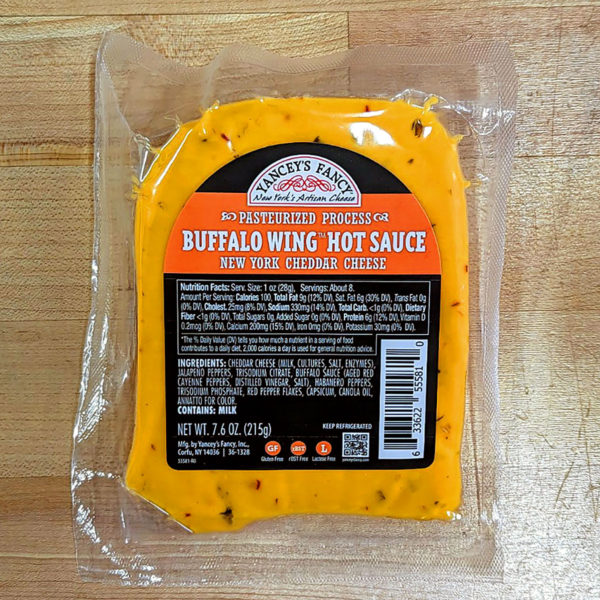 YANCEY'S FANCY
New York's Artisan Cheese
PASTEURIZED PROCESS
BUFFALO WING™ HOT SAUCE
NEW YORK CHEDDAR CHEESE
Nutrition Facts: Serv. Size: 1 oz (28g), Servings: About 8.
Amount Per Serving: Calories 100, Total Fat 9g (12% DV), Sat. Fat 6g (30% DV), Trans Fat 0g
(0% DV), Cholest. 25mg (8% DV), Sodium 330mg (14% DV), Total Carb. <1g (0% DV), Dietary
Fiber <1g (0% DV), Total Sugars 0g, Added Sugar 0g (0% DV), Protein 6g (12% DV), Vitamin D
0.2mcg (0% DV), Calcium 200mg (15% DV), Iron 0mg (0% DV), Potassium 30mg (0% DV).
*The % Daily Value (DV) tells you how much a nutrient in a serving of food
contributes to a daily diet. 2,000 calories a day is used for general nutrition advice.
INGREDIENTS: CHEDDAR CHEESE (MILK, CULTURES, SALT, ENZYMES),
JALAPENO PEPPERS, TRISODIUM CITRATE, BUFFALO SAUCE (AGED RED
CAYENNE PEPPERS, DISTILLED VINEGAR, SALT), HABANERO PEPPERS,
TRISODIUM PHOSPHATE, RED PEPPER FLAKES, CAPSICUM, CANOLA OIL,
ANNATTO FOR COLOR.
CONTAINS: MILK
NET WT. 7.6 OZ. (215g)
KEEP REFRIGERATED
Mfg. by Yancey's Fancy, Inc.,
Corfu, NY 14036 | 36-1328
55581-R0
GF
Gluten Free
rBST
rBST Free
L
Lactose Free
yanceysfancy.com
6 33622 55581 0